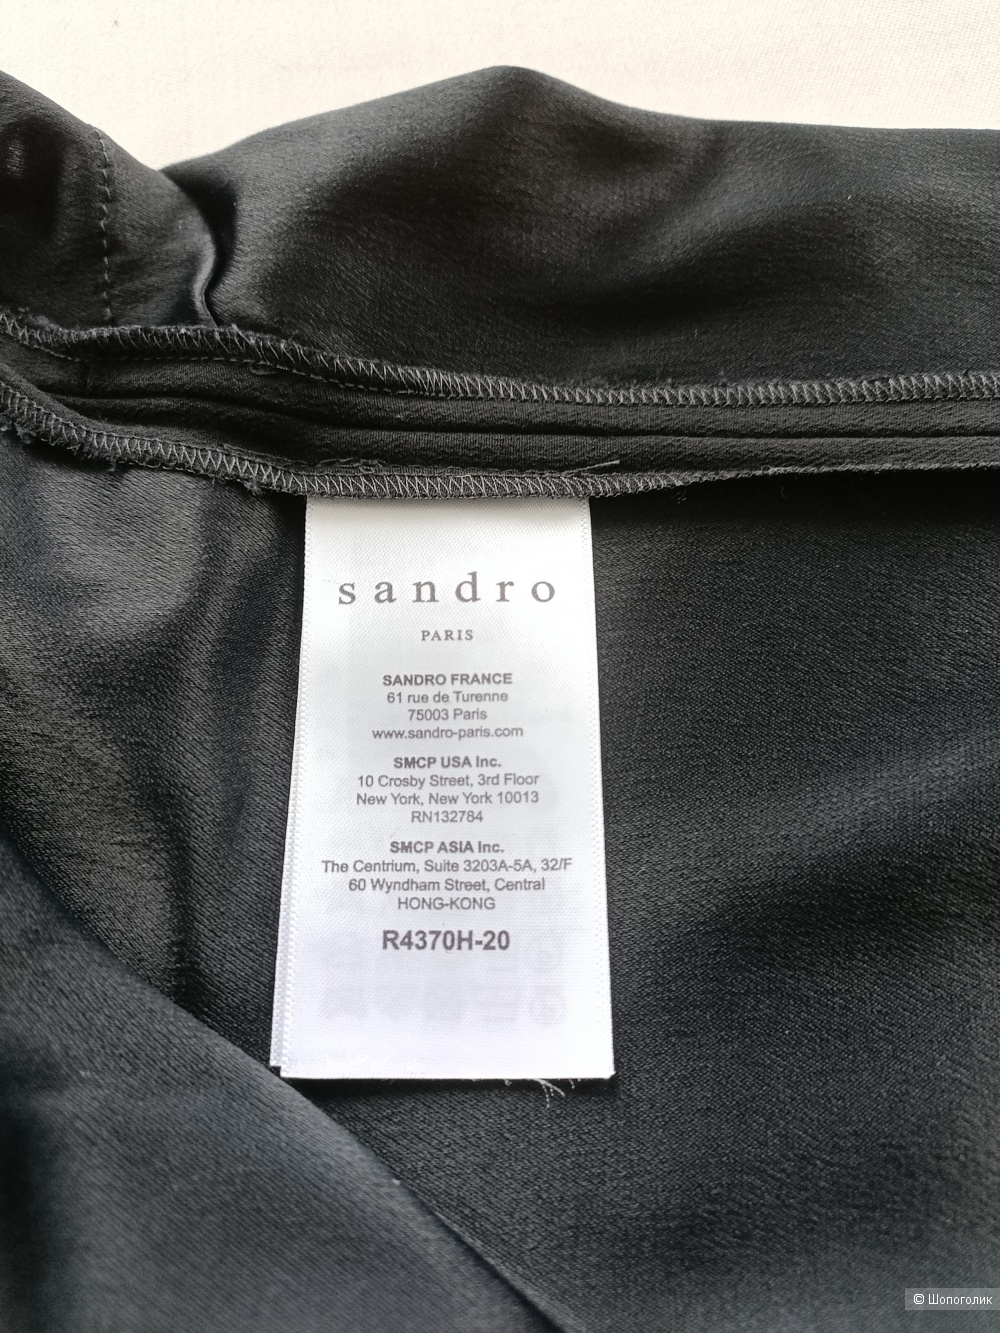 sandro
PARIS
SANDRO FRANCE
61 rue de Turenne
75003 Paris
www.sandro-paris.com
SMCP USA Inc.
10 Crosby Street, 3rd Floor
New York, New York 10013
RN132784
SMCP ASIA Inc.
The Centrium, Suite 3203A-5A, 32/F
60 Wyndham Street, Central
HONG-KONG
R4370H-20
© Шопоголик